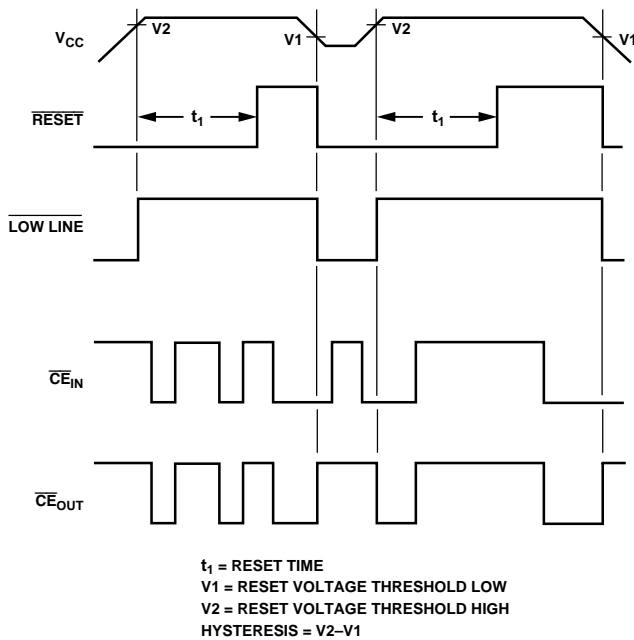 V2 V2
VCC V1 V1
RESET t1 t1
LOW LINE
CEIN
CEOUT
t1 = RESET TIME
V1 = RESET VOLTAGE THRESHOLD LOW
V2 = RESET VOLTAGE THRESHOLD HIGH
HYSTERESIS = V2–V1